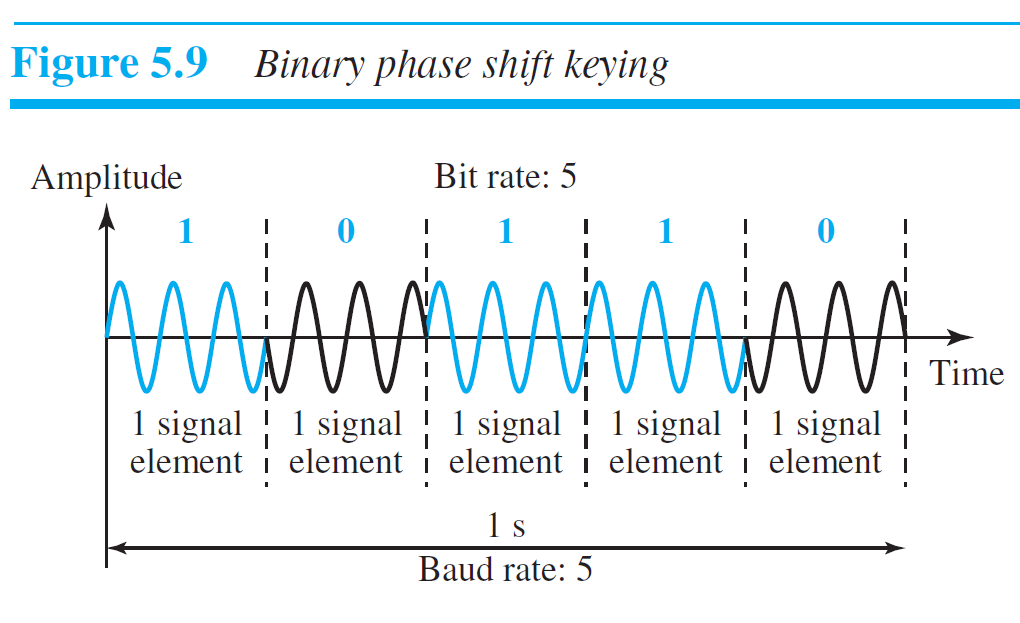 Figure 5.9 Binary phase shift keying
Amplitude
Bit rate: 5
1 0 1 1 0
Time
1 signal element
1 signal element
1 signal element
1 signal element
1 signal element
1 s
Baud rate: 5